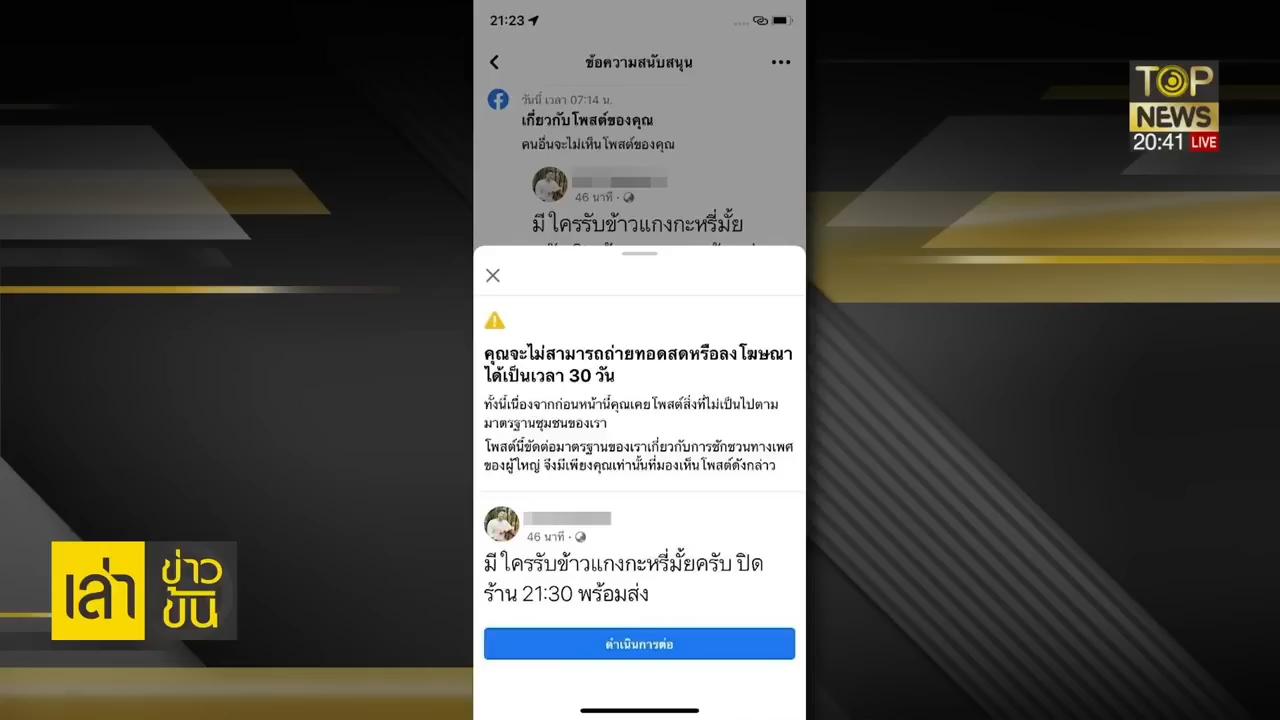 21:23
ข้อความสนับสนุน
วันนี้ เวลา 07:14 น.
เกี่ยวกับโพสต์ของคุณ
คนอื่นจะไม่เห็นโพสต์ของคุณ
46 นาที ·
มี ใครรับข้าวแกงกะหรี่มั้ย
คุณจะไม่สามารถถ่ายทอดสดหรือลงโฆษณา
ได้เป็นเวลา 30 วัน
ทั้งนี้เนื่องจากก่อนหน้านี้คุณเคยโพสต์สิ่งที่ไม่เป็นไปตาม
มาตรฐานชุมชนของเรา
โพสต์นี้ขัดต่อมาตรฐานของเราเกี่ยวกับการชักชวนทางเพศ
ของผู้ใหญ่ จึงมีเพียงคุณเท่านั้นที่มองเห็นโพสต์ดังกล่าว
46 นาที ·
มี ใครรับข้าวแกงกะหรี่มั้ยครับ ปิด
ร้าน 21:30 พร้อมส่ง
ดำเนินการต่อ
TOP
NEWS
20:41 LIVE
เล่า
ข่าว
ข้น